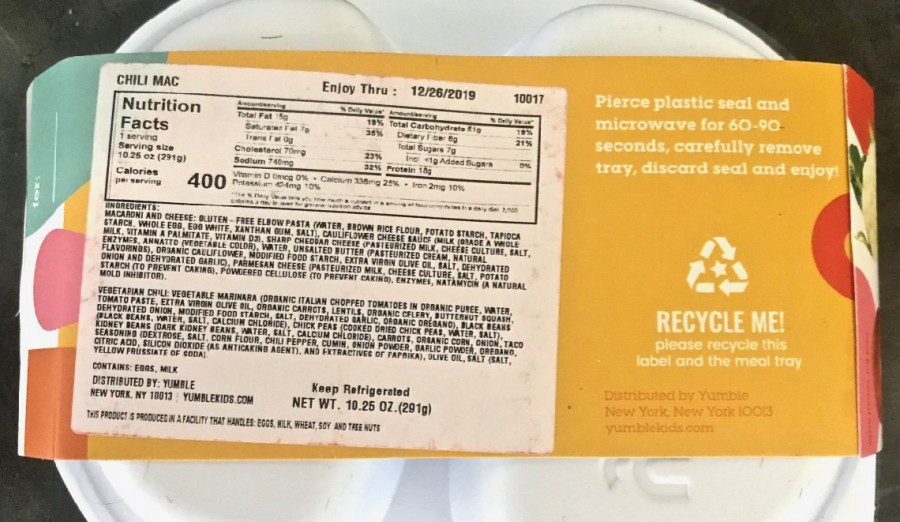 CHILI MAC
Enjoy Thru : 12/26/2019
10017
Nutrition
Facts
1 serving
Serving size
10.25 oz (291g)
Calories
per serving
400
Amount/serving % Daily Value*
Total Fat 15g 19%
Saturated Fat 7g 35%
Trans Fat 0g
Cholesterol 70mg 23%
Sodium 748mg 32%
Amount/serving % Daily Value*
Total Carbohydrate 51g 19%
Dietary Fiber 6g 21%
Total Sugars 7g
Incl. <1g Added Sugars 0%
Protein 18g
Vitamin D 0mcg 0% • Calcium 336mg 25% • Iron 2mg 10%
Potassium 424mg 10%
INGREDIENTS:
MACARONI AND CHEESE: GLUTEN - FREE ELBOW PASTA (WATER, BROWN RICE FLOUR, POTATO STARCH, TAPIOCA
STARCH, WHOLE EGG, EGG WHITE, XANTHAN GUM, SALT), CAULIFLOWER CHEESE SAUCE (MILK (GRADE A WHOLE
MILK, VITAMIN A PALMITATE, VITAMIN D3), SHARP CHEDDAR CHEESE (PASTEURIZED MILK, CHEESE CULTURE, SALT,
ENZYMES, ANNATTO (VEGETABLE COLOR)), WATER, UNSALTED BUTTER (PASTEURIZED CREAM, NATURAL
FLAVORINGS), ORGANIC CAULIFLOWER, MODIFIED FOOD STARCH, EXTRA VIRGIN OLIVE OIL, SALT, DEHYDRATED
ONION AND DEHYDRATED GARLIC), PARMESAN CHEESE (PASTEURIZED MILK, CHEESE CULTURE, SALT, POTATO
STARCH (TO PREVENT CAKING), POWDERED CELLULOSE (TO PREVENT CAKING), ENZYMES, NATAMYCIN (A NATURAL
MOLD INHIBITOR).
VEGETARIAN CHILI: VEGETABLE MARINARA (ORGANIC ITALIAN CHOPPED TOMATOES IN ORGANIC PUREE, WATER,
TOMATO PASTE, EXTRA VIRGIN OLIVE OIL, ORGANIC CARROTS, LENTILS, ORGANIC CELERY, BUTTERNUT SQUASH,
DEHYDRATED ONION, MODIFIED FOOD STARCH, SALT, DEHYDRATED GARLIC, ORGANIC OREGANO), BLACK BEANS
(BLACK BEANS, WATER, SALT, CALCIUM CHLORIDE), CHICK PEAS (COOKED DRIED CHICK PEAS, WATER, SALT),
KIDNEY BEANS (DARK KIDNEY BEANS, WATER, SALT, CALCIUM CHLORIDE), CARROTS, ORGANIC CORN, ONION, TACO
SEASONING (DEXTROSE, SALT, CORN FLOUR, CHILI PEPPER, CUMIN, ONION POWDER, GARLIC POWDER, OREGANO,
CITRIC ACID, SILICON DIOXIDE (AS ANTICAKING AGENT), AND EXTRACTIVES OF PAPRIKA), OLIVE OIL, SALT (SALT,
YELLOW PRUSSIATE OF SODA).
CONTAINS: EGGS, MILK
DISTRIBUTED BY: YUMBLE
NEW YORK, NY 10013 | YUMBLEKIDS.COM
Keep Refrigerated
NET WT. 10.25 OZ.(291g)
THIS PRODUCT IS PRODUCED IN A FACILITY THAT HANDLES: EGGS, MILK, WHEAT, SOY AND TREE NUTS
Pierce plastic seal and
microwave for 60-90
seconds, carefully remove
tray, discard seal and enjoy!
RECYCLE ME!
please recycle this
label and the meal tray
Distributed by Yumble
New York, New York 10013
yumblekids.com